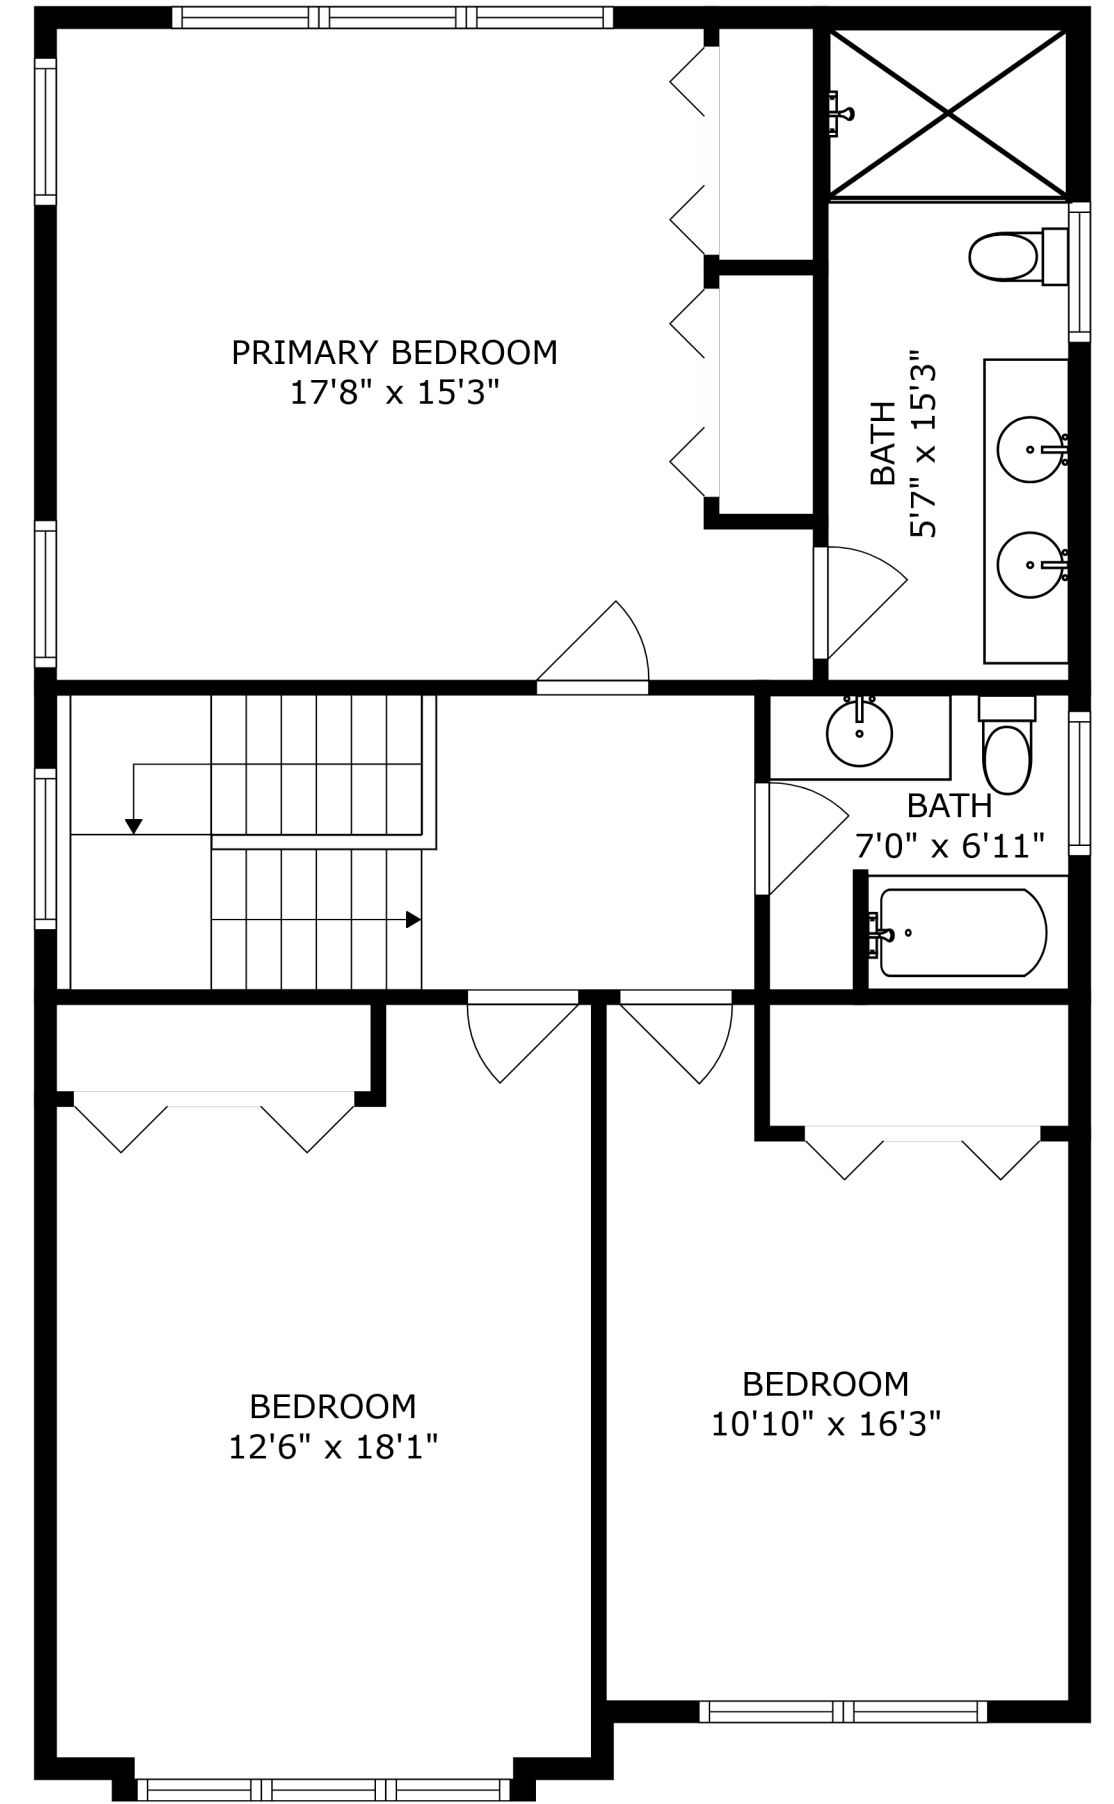 PRIMARY BEDROOM
17'8" x 15'3"
BATH
5'7" x 15'3"
BATH
7'0" x 6'11"
BEDROOM
12'6" x 18'1"
BEDROOM
10'10" x 16'3"